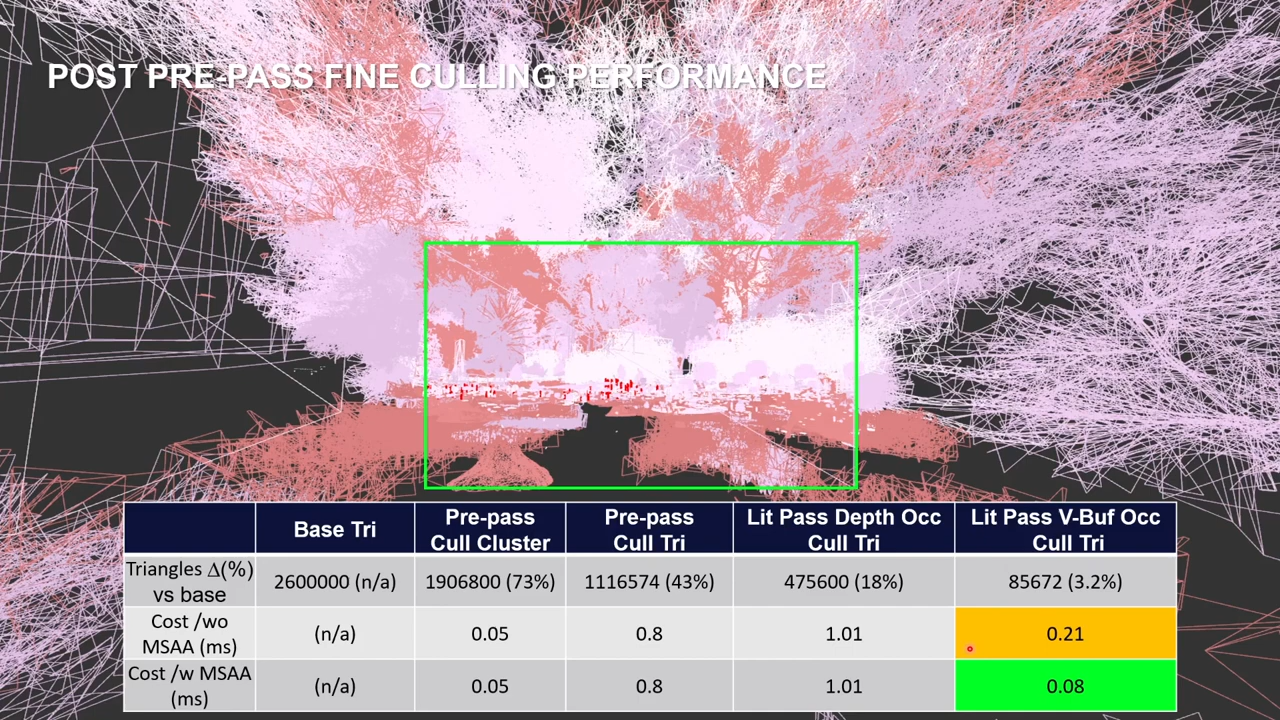 POST PRE-PASS FINE CULLING PERFORMANCE
Base Tri
Pre-pass
Cull Cluster
Pre-pass
Cull Tri
Lit Pass Depth Occ
Cull Tri
Lit Pass V-Buf Occ
Cull Tri
Triangles Δ(%)
vs base
2600000 (n/a)
1906800 (73%)
1116574 (43%)
475600 (18%)
85672 (3.2%)
Cost /wo
MSAA (ms)
(n/a)
0.05
0.8
1.01
0.21
Cost /w MSAA
(ms)
(n/a)
0.05
0.8
1.01
0.08